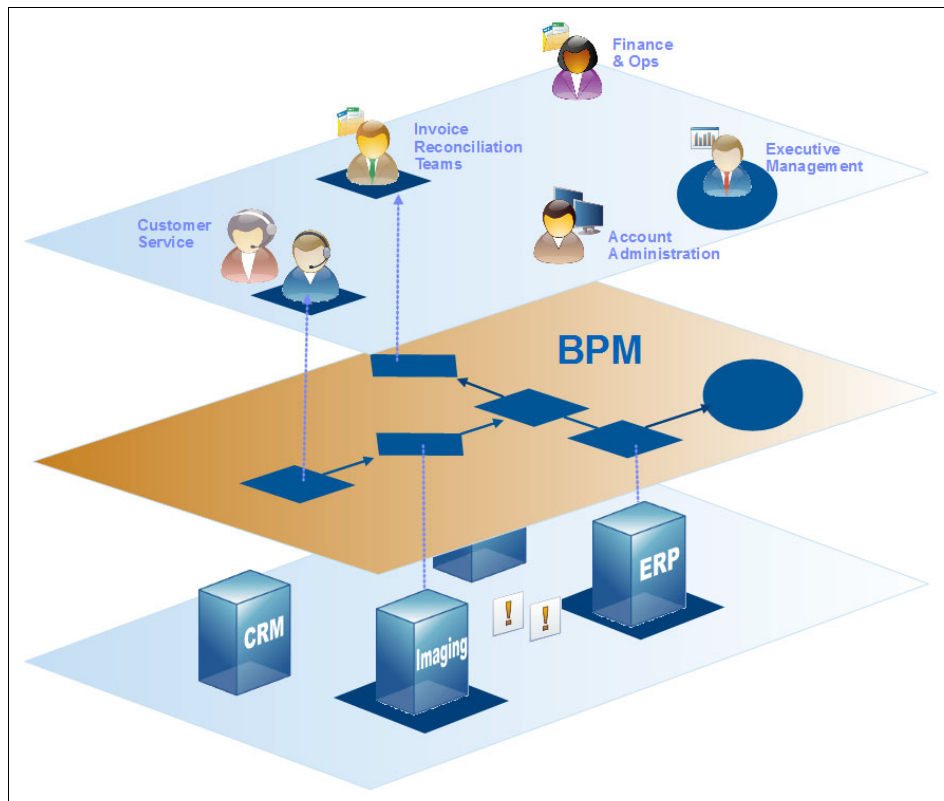 Finance
& Ops
Invoice
Reconciliation
Teams
Executive
Management
Customer
Service
Account
Administration
BPM
ERP
CRM
Imaging
!
!